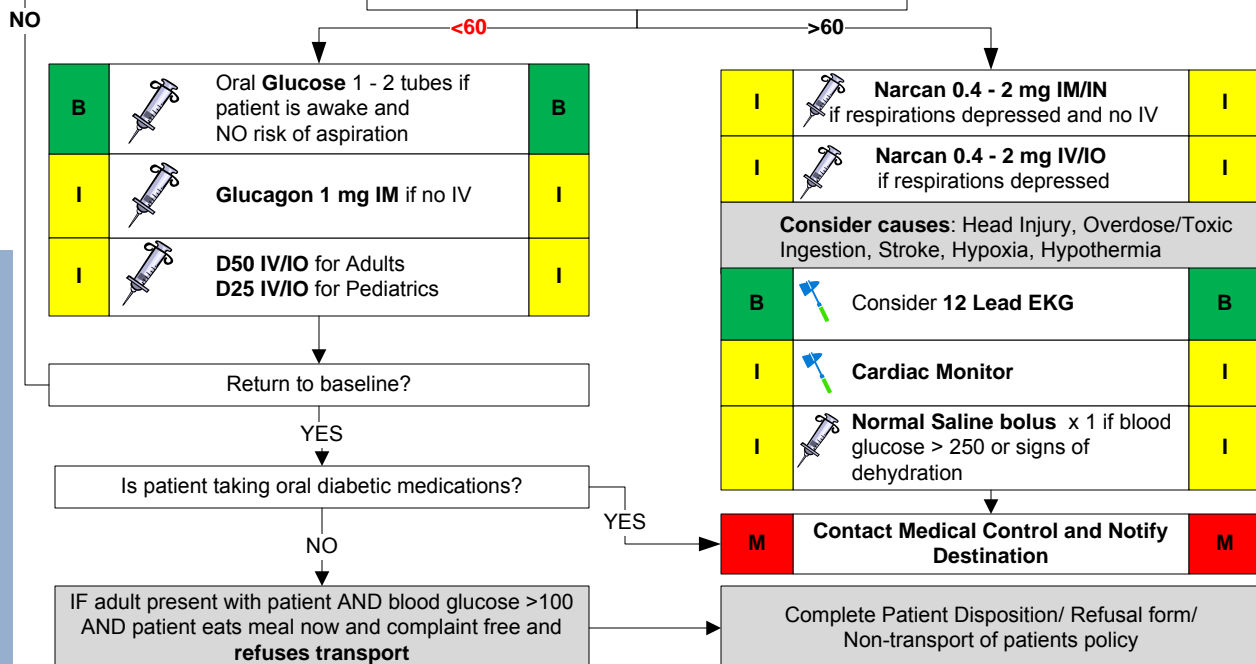 NO
<60
>60
B
Oral Glucose 1 - 2 tubes if
patient is awake and
NO risk of aspiration
B
I
Glucagon 1 mg IM if no IV
I
I
D50 IV/IO for Adults
D25 IV/IO for Pediatrics
I
Return to baseline?
YES
Is patient taking oral diabetic medications?
YES
NO
IF adult present with patient AND blood glucose >100
AND patient eats meal now and complaint free and
refuses transport
I
Narcan 0.4 - 2 mg IM/IN
if respirations depressed and no IV
I
I
Narcan 0.4 - 2 mg IV/IO
if respirations depressed
I
Consider causes: Head Injury, Overdose/Toxic
Ingestion, Stroke, Hypoxia, Hypothermia
B
Consider 12 Lead EKG
B
I
Cardiac Monitor
I
I
Normal Saline bolus x 1 if blood
glucose > 250 or signs of
dehydration
I
M
Contact Medical Control and Notify
Destination
M
Complete Patient Disposition/ Refusal form/
Non-transport of patients policy